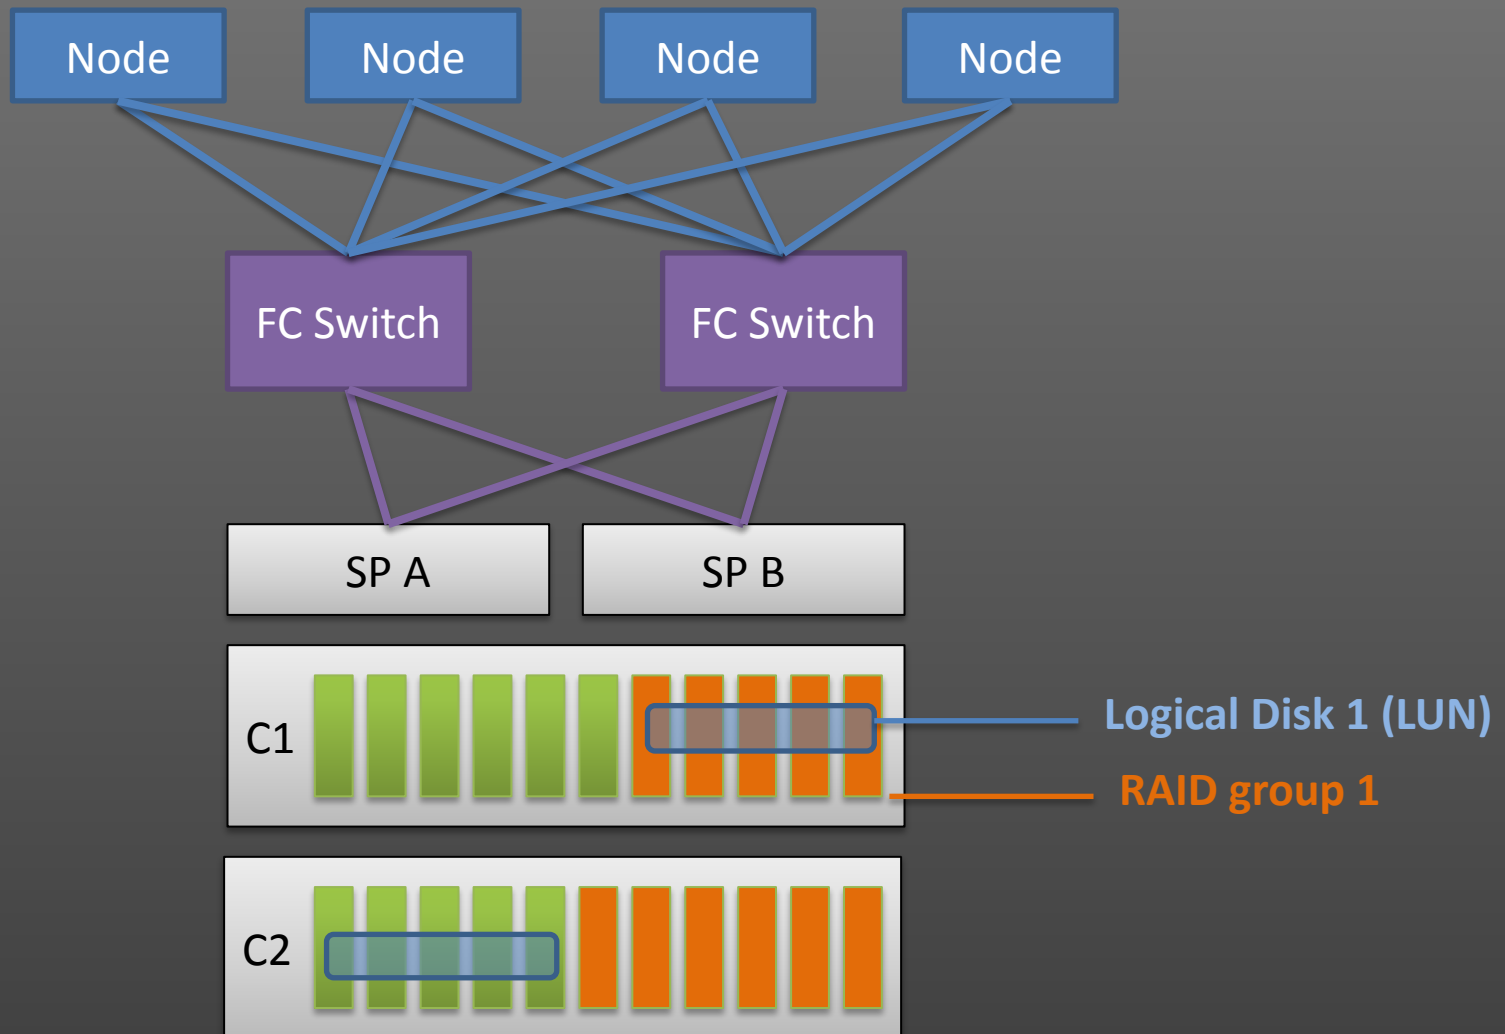 Node
Node
Node
Node
FC Switch
FC Switch
SP A
SP B
C1
Logical Disk 1 (LUN)
RAID group 1
C2